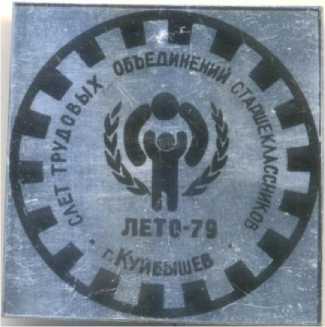 СЛЕТ ТРУДОВЫХ ОБЪЕДИНЕНИЙ СТАРШЕКЛАССНИКОВ
ЛЕТО-79
г. КУЙБЫШЕВ